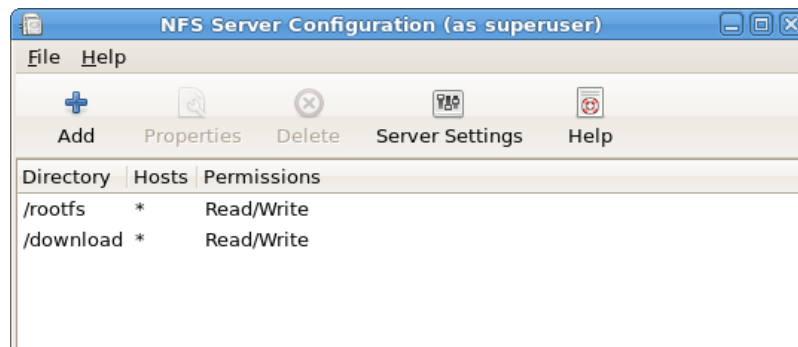 NFS Server Configuration (as superuser)
File Help
Add Properties Delete Server Settings Help
Directory Hosts Permissions
/rootfs * Read/Write
/download * Read/Write